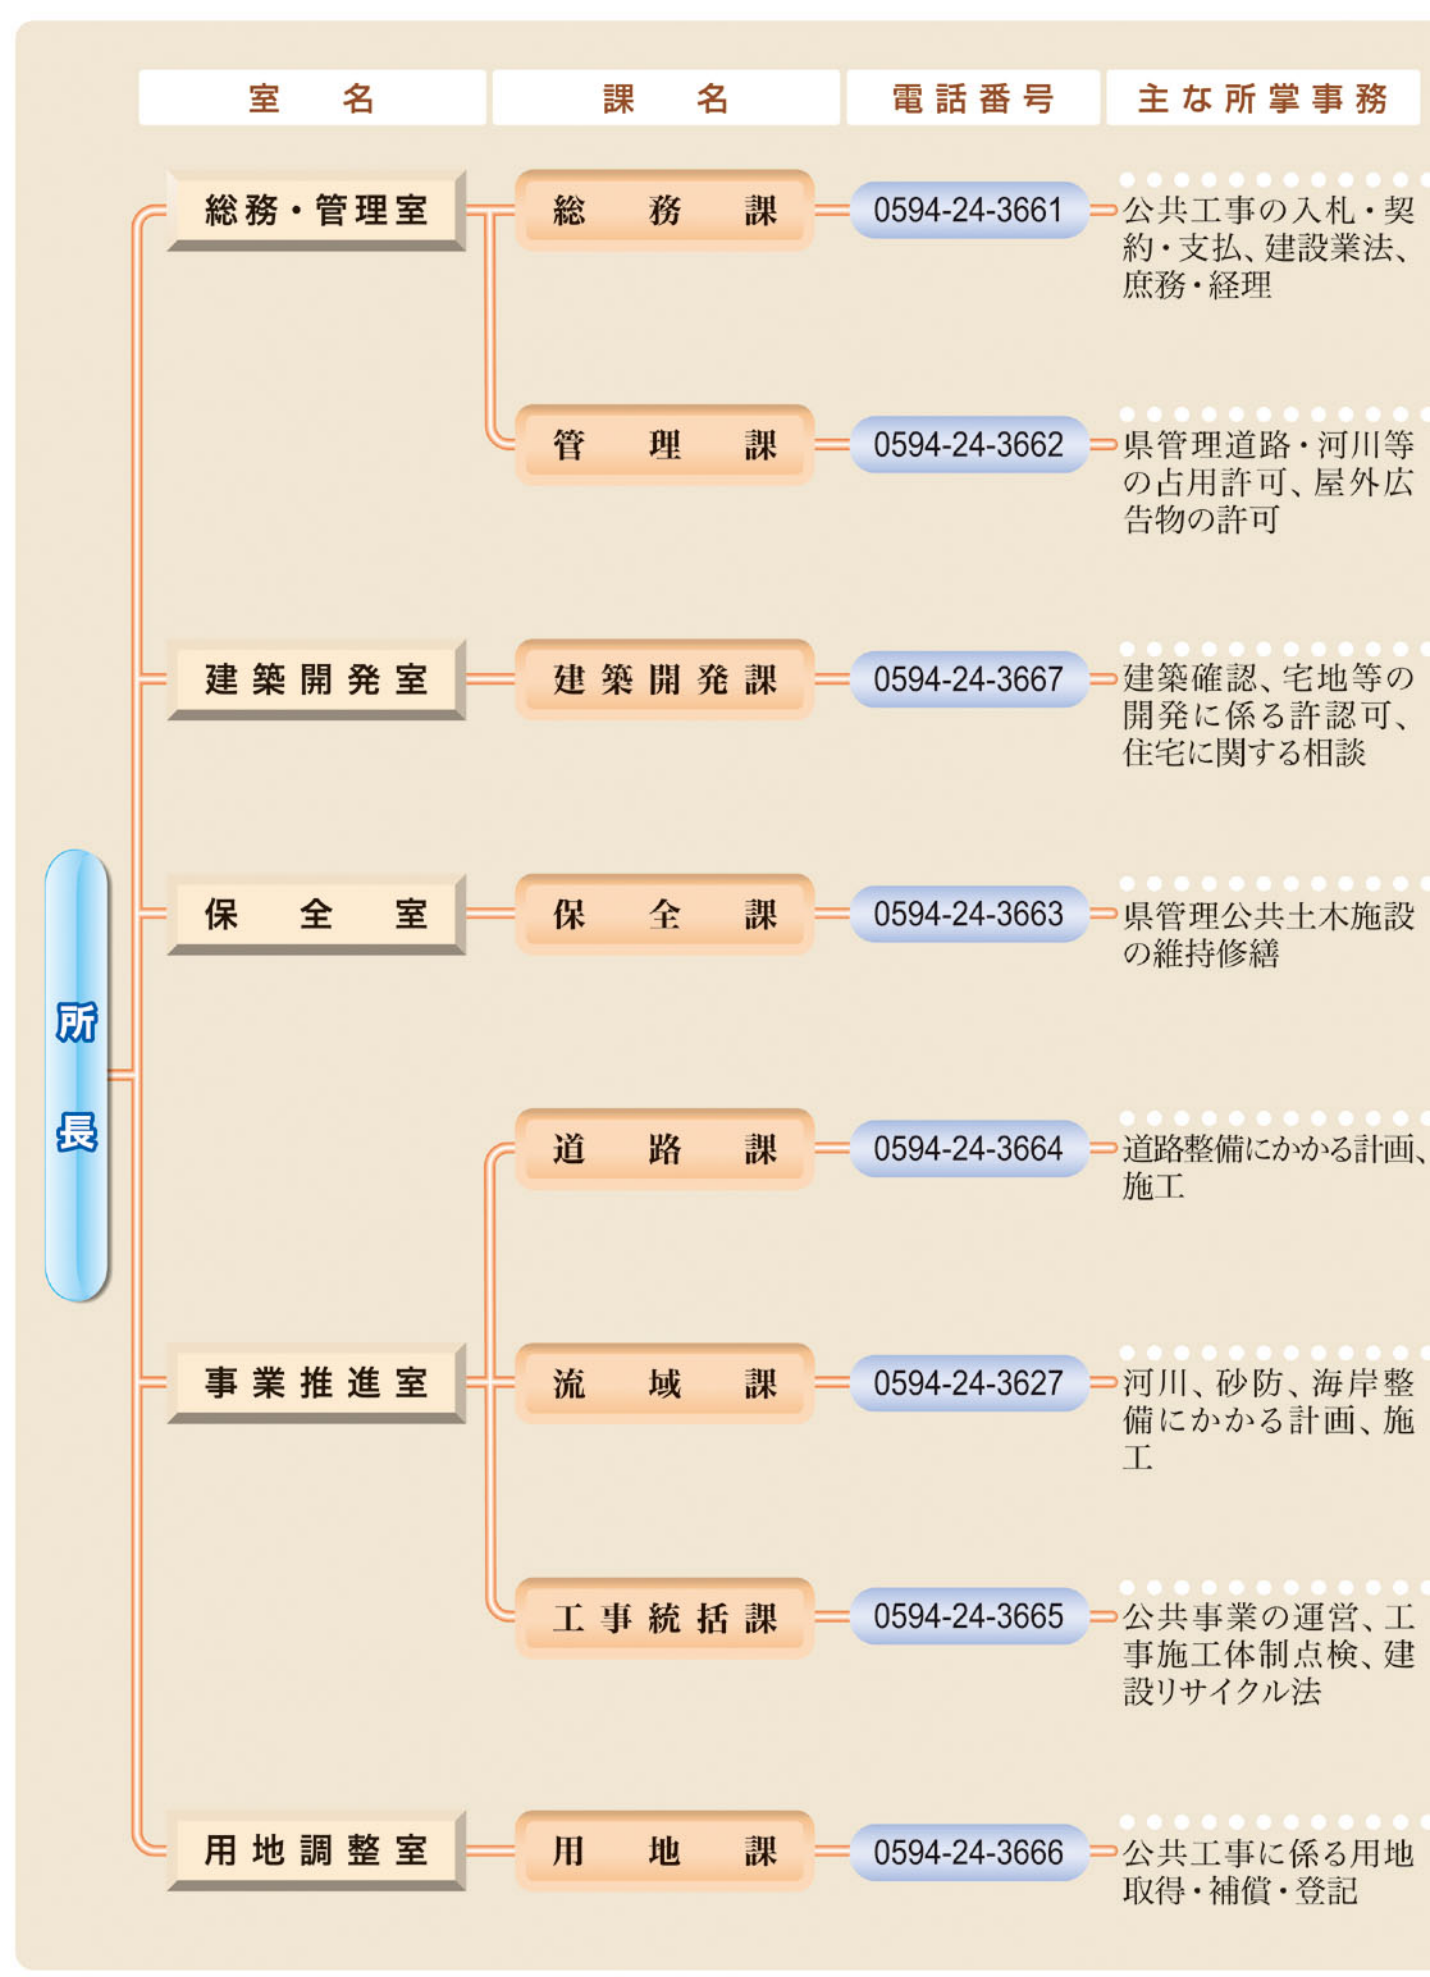 室名 課名 電話番号 主な所掌事務
総務・管理室 総務課 0594-24-3661 公共工事の入札・契
約・支払、建設業法、
庶務・経理
管理課 0594-24-3662 県管理道路・河川等
の占用許可、屋外広
告物の許可
建築開発室 建築開発課 0594-24-3667 建築確認、宅地等の
開発に係る許認可、
住宅に関する相談
保全室 保全課 0594-24-3663 県管理公共土木施設
の維持修繕
所長
道路課 0594-24-3664 道路整備にかかる計画、
施工
事業推進室 流域課 0594-24-3627 河川、砂防、海岸整
備にかかる計画、施
工
工事統括課 0594-24-3665 公共事業の運営、工
事施工体制点検、建
設リサイクル法
用地調整室 用地課 0594-24-3666 公共工事に係る用地
取得・補償・登記